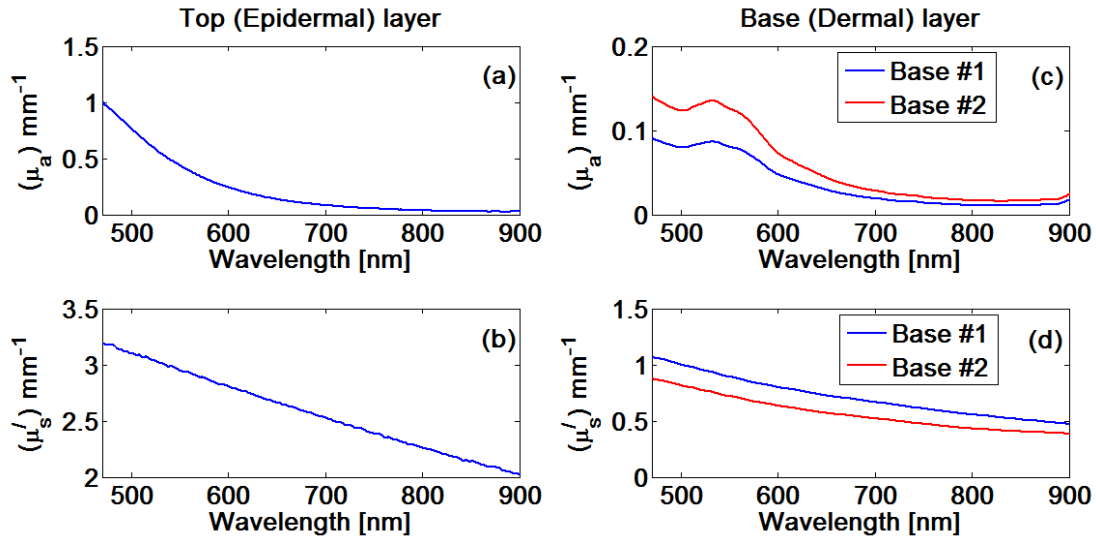 Top (Epidermal) layer
1.5
1
0.5
0
(μa) mm-1
(a)
500 600 700 800 900
Wavelength [nm]
Base (Dermal) layer
0.2
0.1
0
(μa) mm-1
Base #1
Base #2
(c)
500 600 700 800 900
Wavelength [nm]
3.5
3
2.5
2
(μs/) mm-1
(b)
500 600 700 800 900
Wavelength [nm]
1.5
1
0.5
0
(μs/) mm-1
Base #1
Base #2
(d)
500 600 700 800 900
Wavelength [nm]